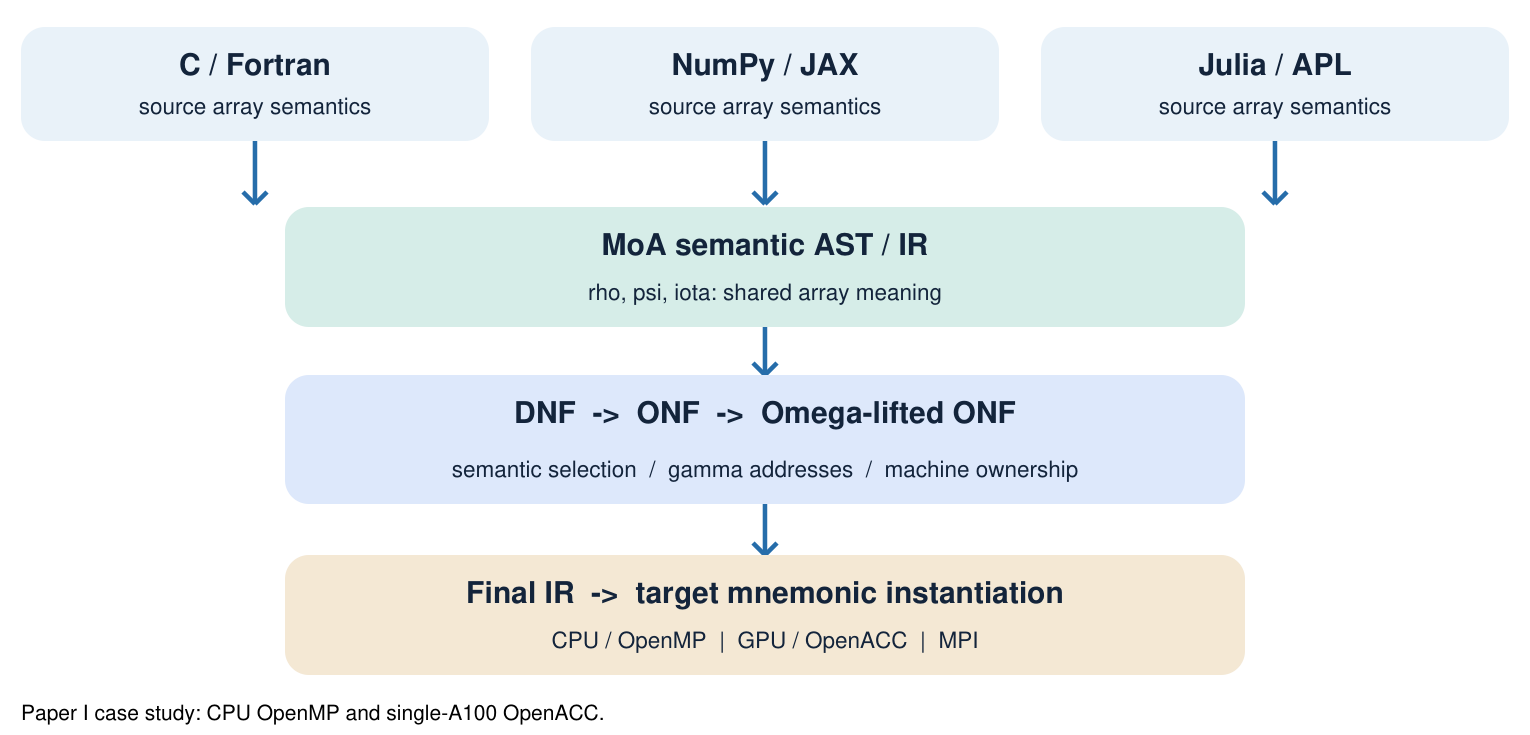 C / Fortran
source array semantics
NumPy / JAX
source array semantics
Julia / APL
source array semantics
MoA semantic AST / IR
rho, psi, iota: shared array meaning
DNF -> ONF -> Omega-lifted ONF
semantic selection / gamma addresses / machine ownership
Final IR -> target mnemonic instantiation
CPU / OpenMP | GPU / OpenACC | MPI
Paper I case study: CPU OpenMP and single-A100 OpenACC.